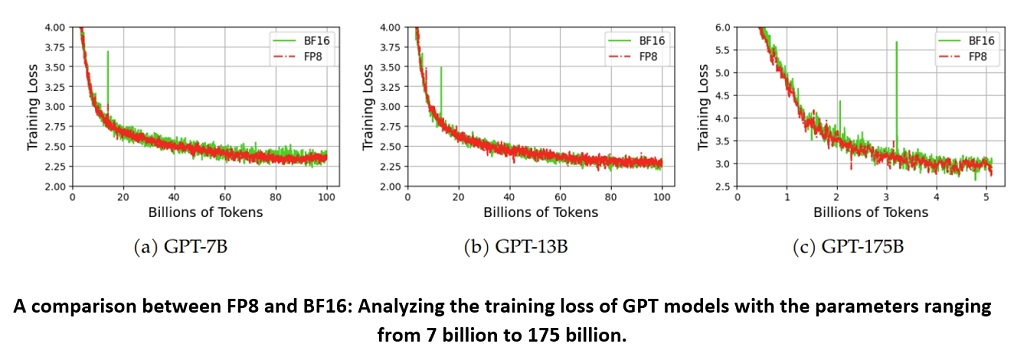 4.00
3.75
3.50
3.25
3.00
2.75
2.50
2.25
2.00
Training Loss
BF16
FP8
0 20 40 60 80 100
Billions of Tokens
(a) GPT-7B
4.00
3.75
3.50
3.25
3.00
2.75
2.50
2.25
2.00
Training Loss
BF16
FP8
0 20 40 60 80 100
Billions of Tokens
(b) GPT-13B
6.0
5.5
5.0
4.5
4.0
3.5
3.0
2.5
Training Loss
BF16
FP8
0 1 2 3 4 5
Billions of Tokens
(c) GPT-175B
A comparison between FP8 and BF16: Analyzing the training loss of GPT models with the parameters ranging
from 7 billion to 175 billion.